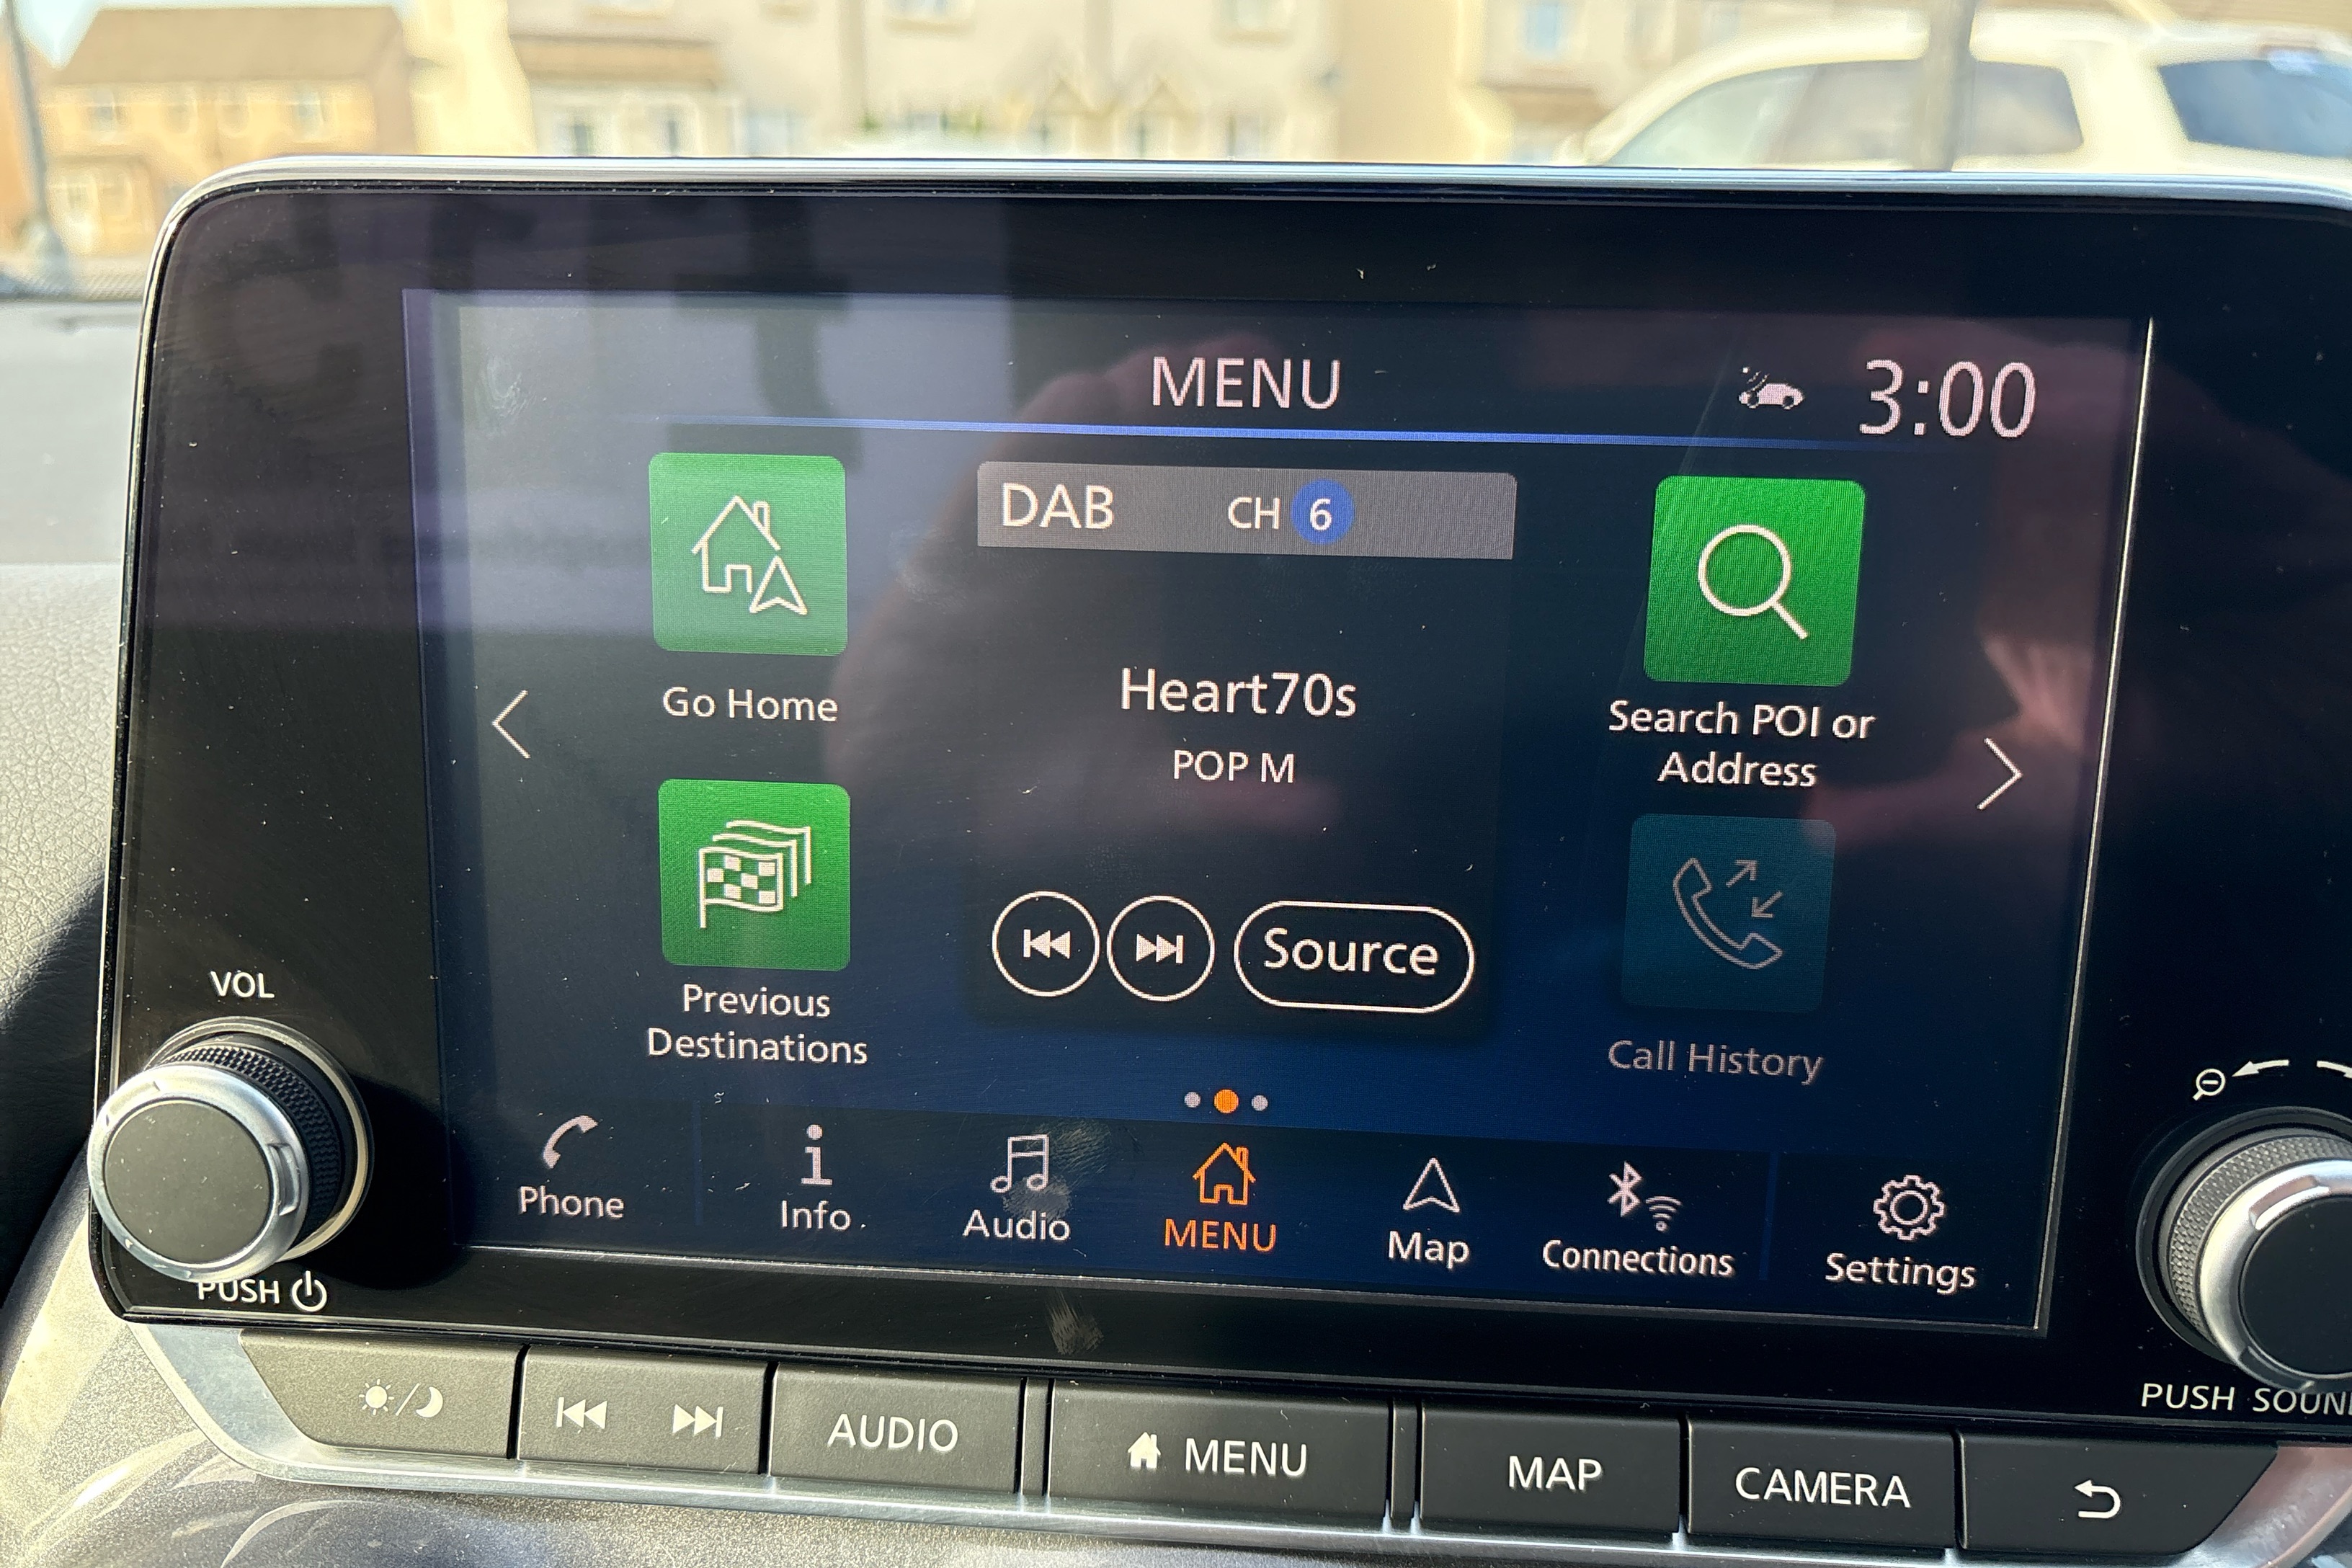 MENU
3:00
DAB CH 6
Go Home
Heart70s
POP M
Search POI or
Address
Previous
Destinations
Source
Call History
VOL
PUSH
Phone
Info
Audio
MENU
Map
Connections
Settings
PUSH
AUDIO
MENU
MAP
CAMERA